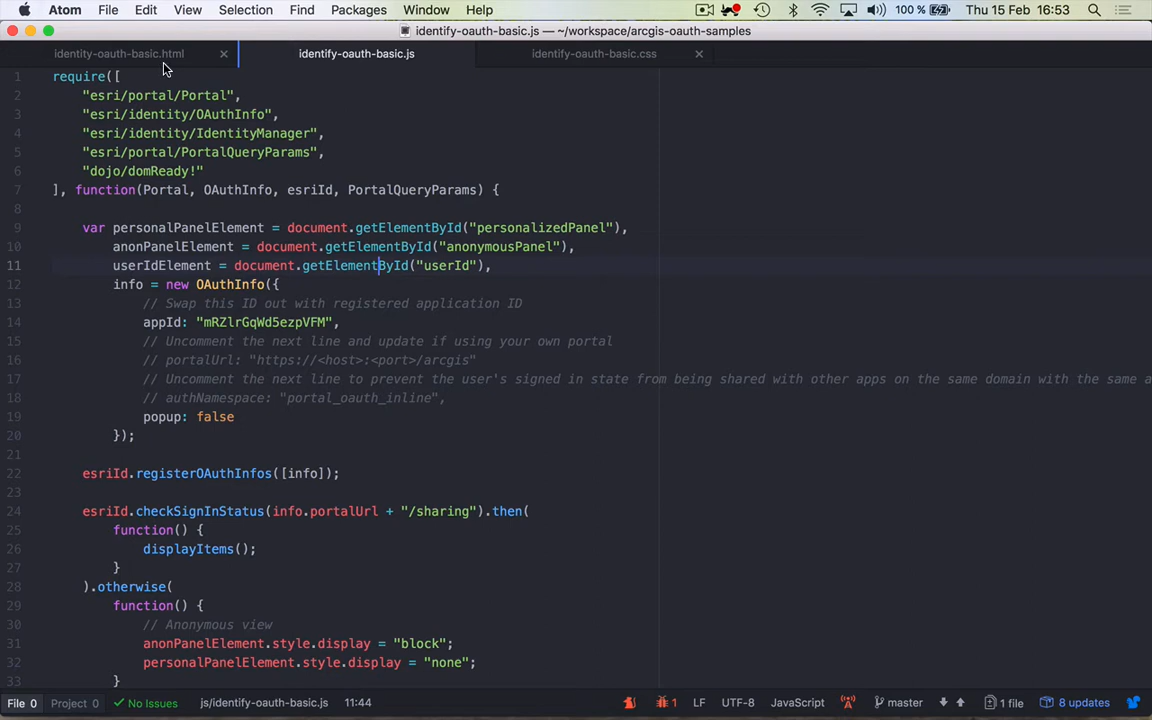 Atom File Edit View Selection Find Packages Window Help 100 % Thu 15 Feb 16:53
identify-oauth-basic.js — ~/workspace/arcgis-oauth-samples
identity-oauth-basic.html identify-oauth-basic.js identity-oauth-basic.css
1 require([
2 "esri/portal/Portal",
3 "esri/identity/OAuthInfo",
4 "esri/identity/IdentityManager",
5 "esri/portal/PortalQueryParams",
6 "dojo/domReady!"
7 ], function(Portal, OAuthInfo, esriId, PortalQueryParams) {
8
9 var personalPanelElement = document.getElementById("personalizedPanel"),
10 anonPanelElement = document.getElementById("anonymousPanel"),
11 userIdElement = document.getElementById("userId"),
12 info = new OAuthInfo({
13 // Swap this ID out with registered application ID
14 appId: "mRZlrGqWd5ezpVFM",
15 // Uncomment the next line and update if using your own portal
16 // portalUrl: "https://<host>:<port>/arcgis"
17 // Uncomment the next line to prevent the user's signed in state from being shared with other apps on the same domain with the same a
18 // authNamespace: "portal_oauth_inline",
19 popup: false
20 });
21
22 esriId.registerOAuthInfos([info]);
23
24 esriId.checkSignInStatus(info.portalUrl + "/sharing").then(
25 function() {
26 displayItems();
27 }
28 ).otherwise(
29 function() {
30 // Anonymous view
31 anonPanelElement.style.display = "block";
32 personalPanelElement.style.display = "none";
33 }
File 0 Project 0 No Issues js/identify-oauth-basic.js 11:44 1 LF UTF-8 JavaScript master 1 file 8 updates